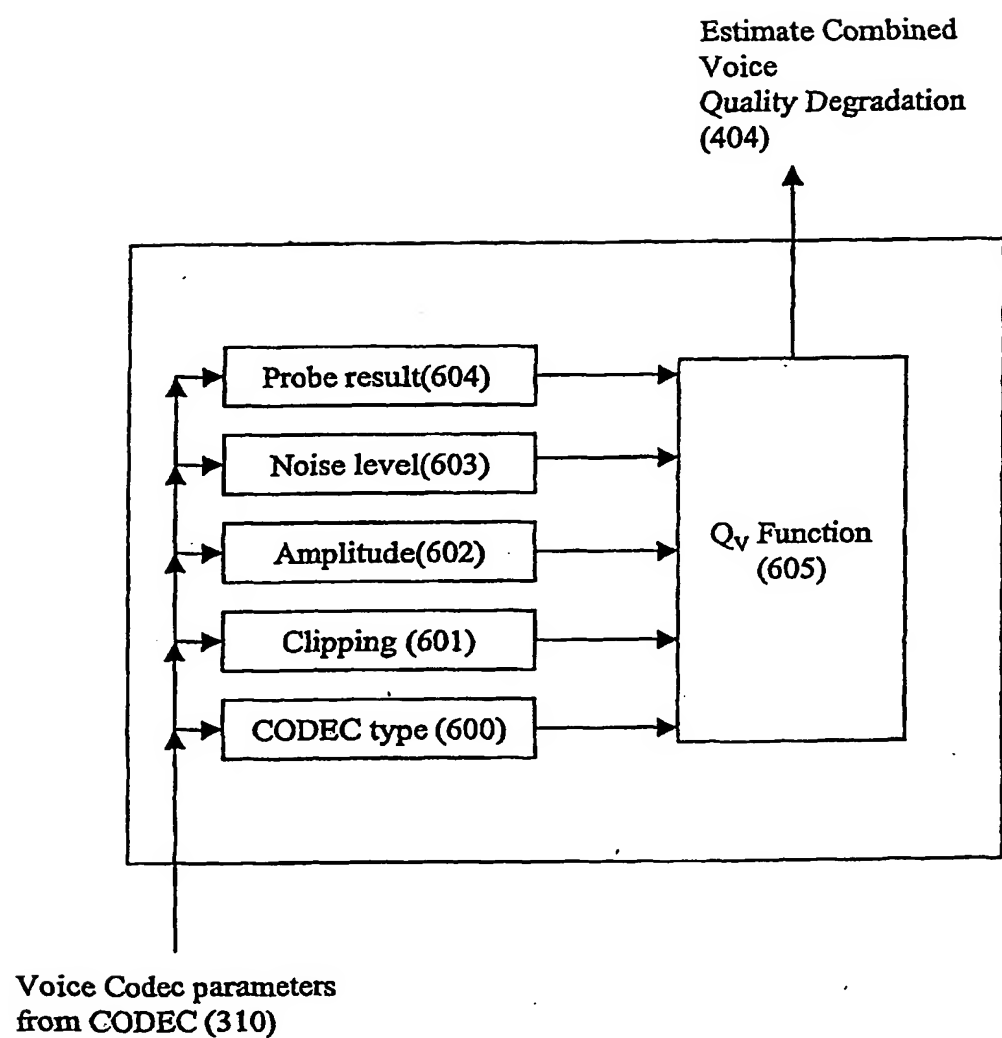 Estimate Combined
Voice
Quality Degradation
(404)
Probe result(604)
Noise level(603)
Amplitude(602)
Clipping (601)
CODEC type (600)
Qv Function
(605)
Voice Codec parameters
from CODEC (310)